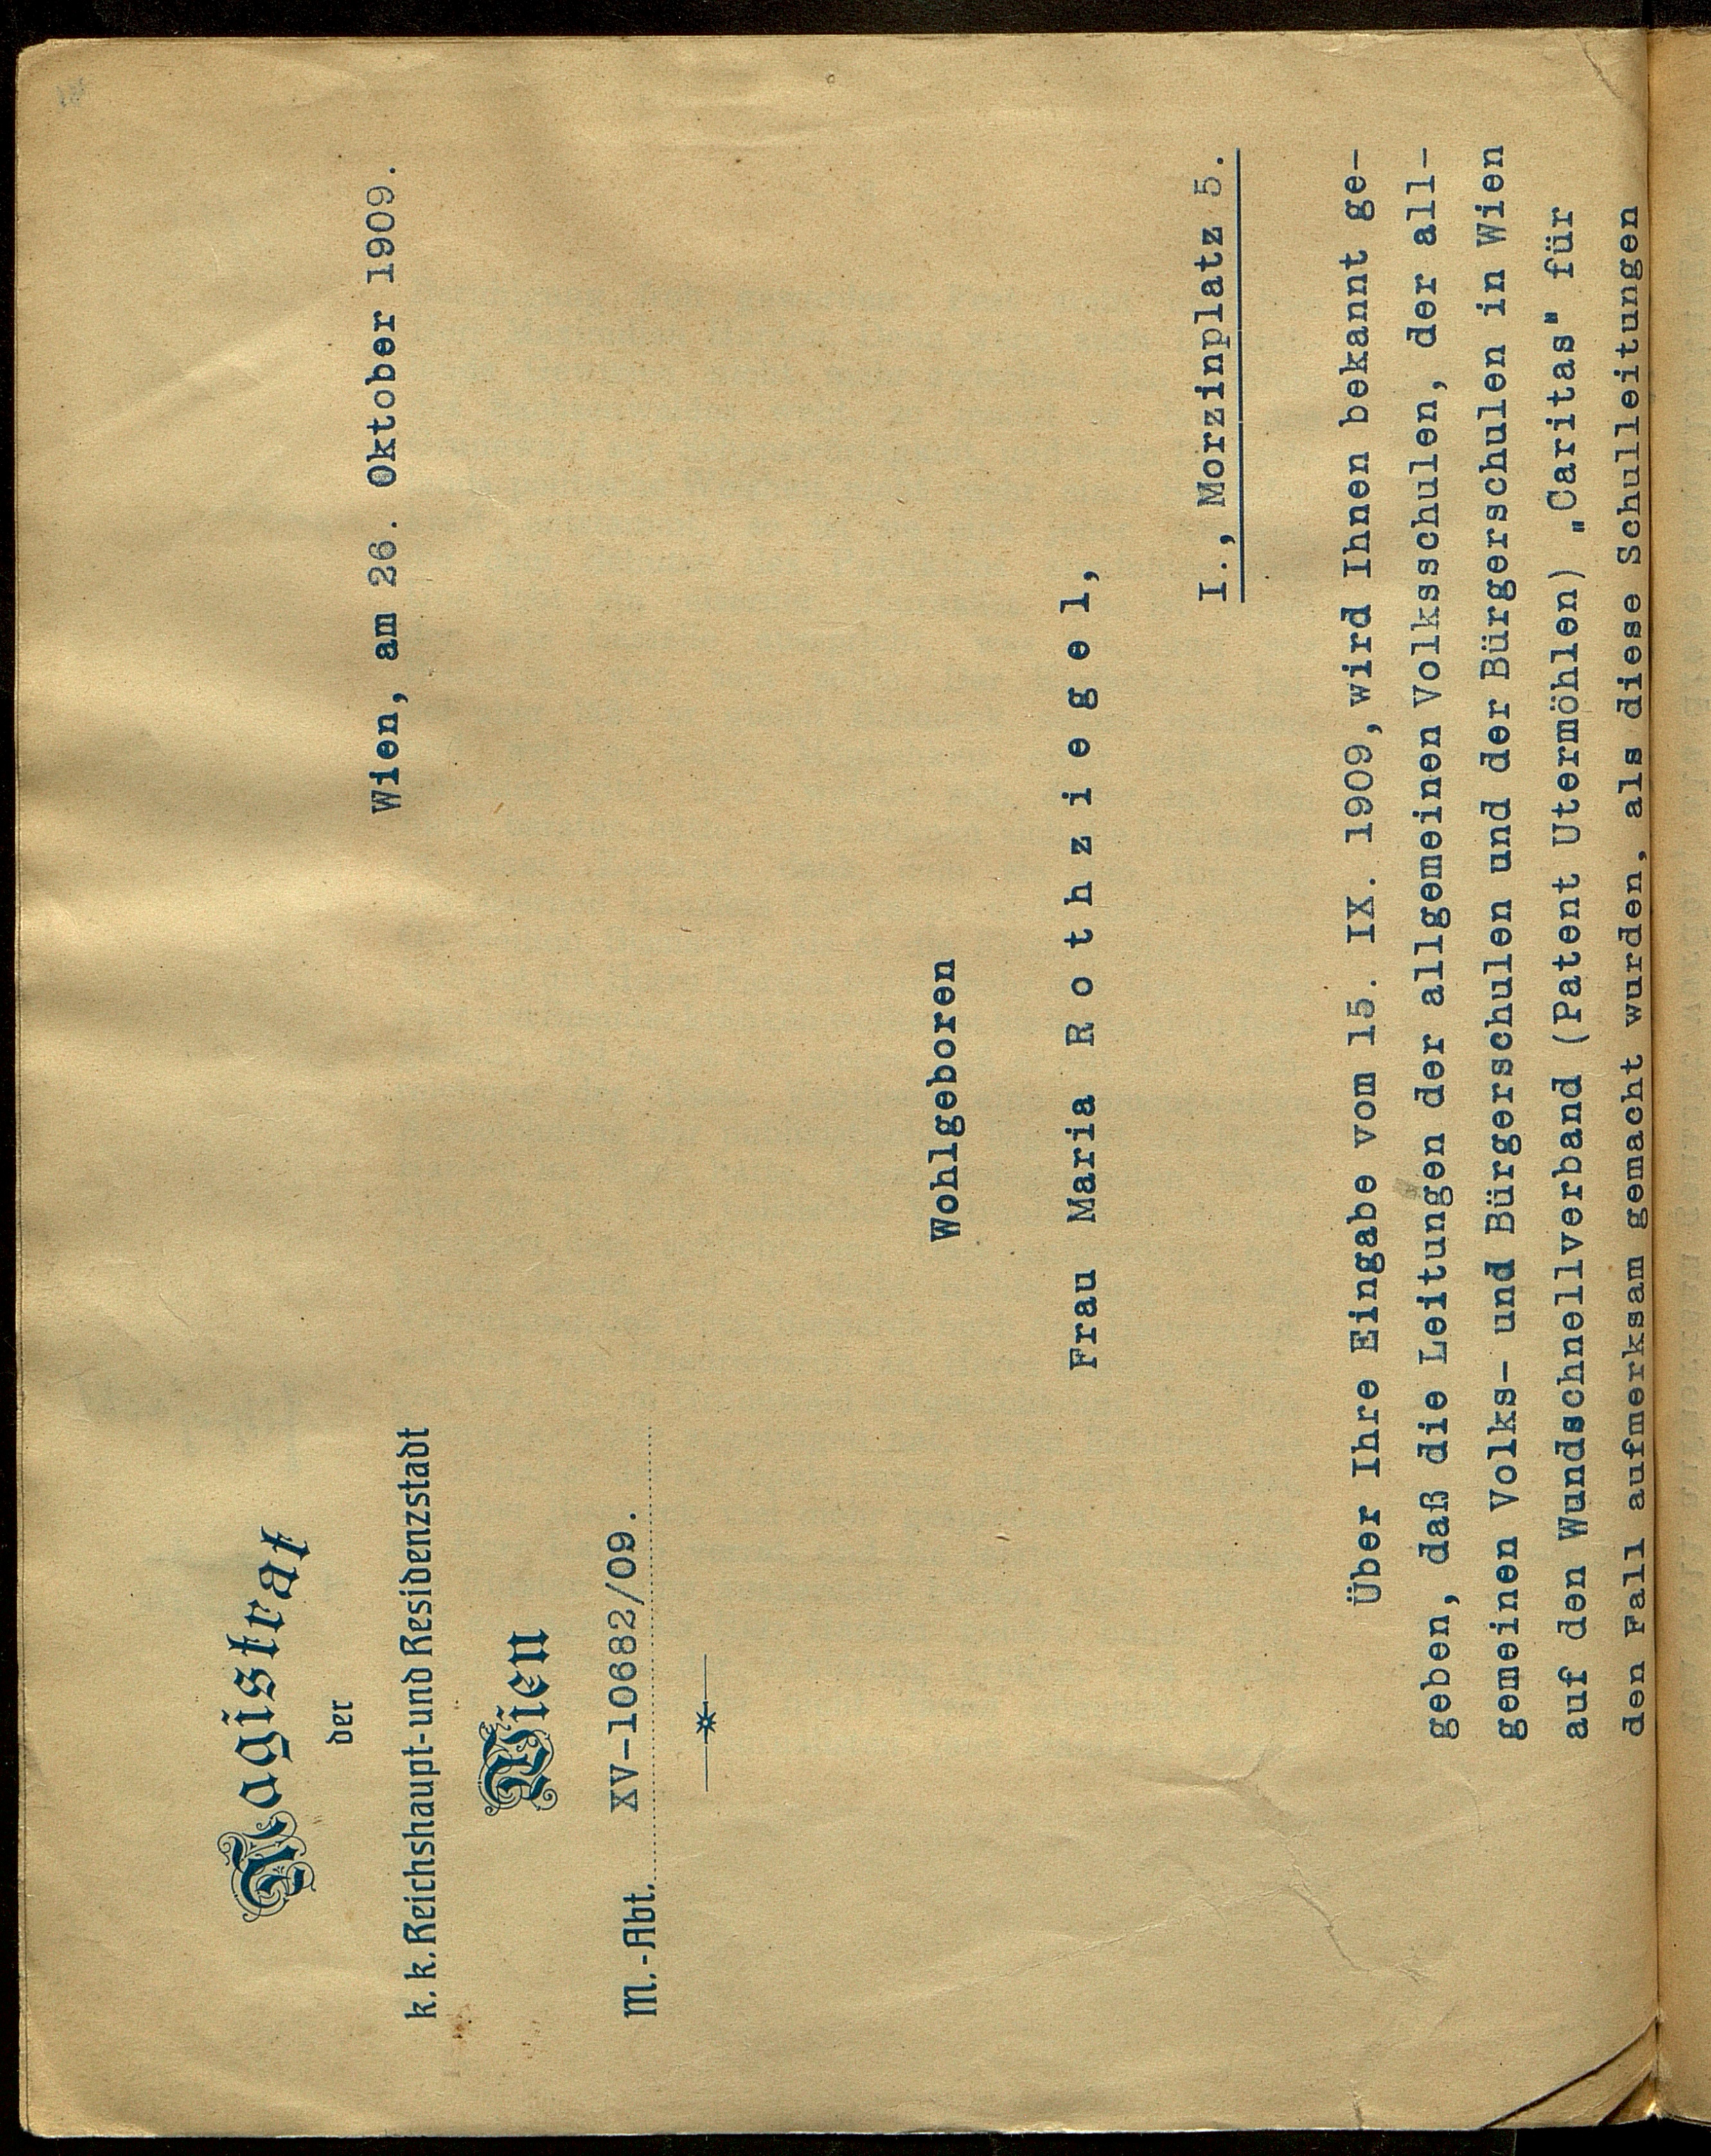 Magistrat
der
k. k. Reichshaupt- und Residenzstadt
Wien
M.-Abt. XV-10682/09.
Wien, am 26. Oktober 1909.
Wohlgeboren
Frau Maria Rothziegel,
I., Morzinplatz 5.
Über Ihre Eingabe vom 15. IX. 1909, wird Ihnen bekannt ge-
geben, daß die Leitungen der allgemeinen Volksschulen, der all-
gemeinen Volks- und Bürgerschulen und der Bürgerschulen in Wien
auf den Wundschnellverband (Patent Utermöhlen) „Caritas" für
den Fall aufmerksam gemacht wurden, als diese Schulleitungen